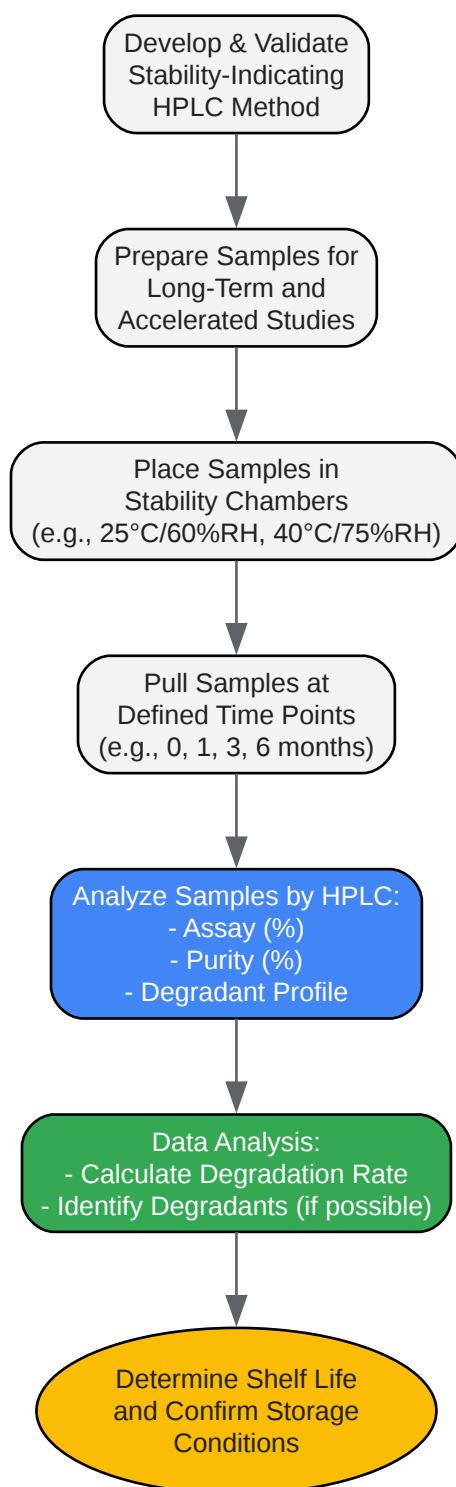 Develop & Validate
Stability-Indicating
HPLC Method
Prepare Samples for
Long-Term and
Accelerated Studies
Place Samples in
Stability Chambers
(e.g., 25°C/60%RH, 40°C/75%RH)
Pull Samples at
Defined Time Points
(e.g., 0, 1, 3, 6 months)
Analyze Samples by HPLC:
- Assay (%)
- Purity (%)
- Degradant Profile
Data Analysis:
- Calculate Degradation Rate
- Identify Degradants (if possible)
Determine Shelf Life
and Confirm Storage
Conditions